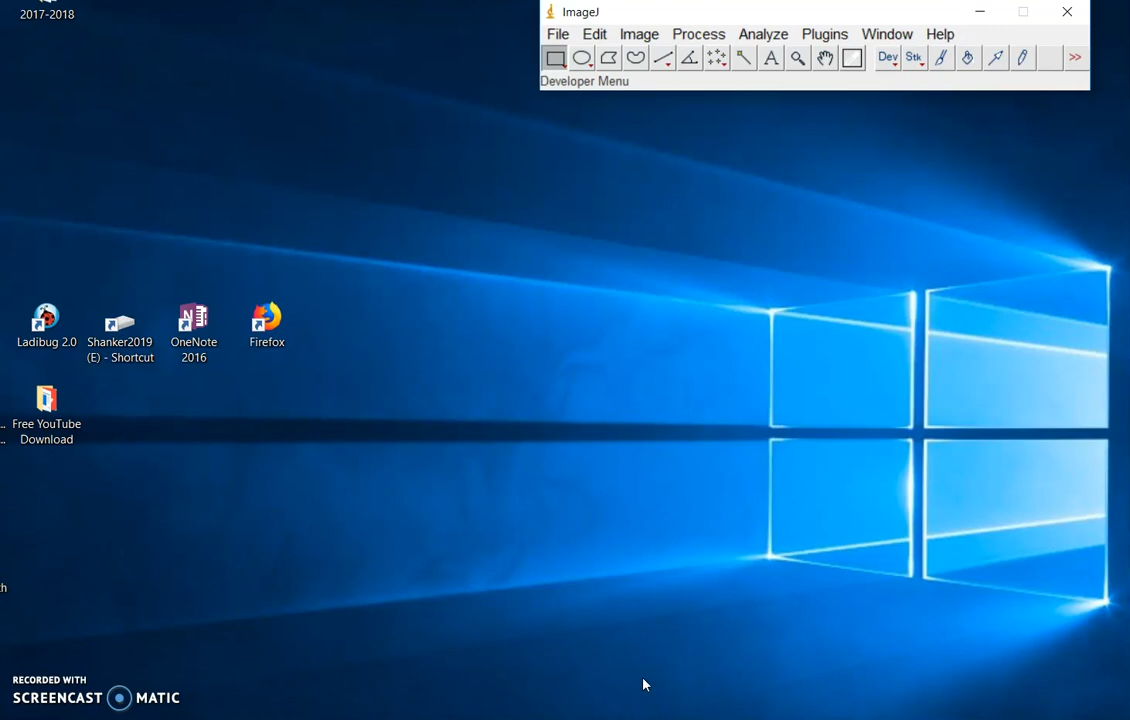 2017-2018
ImageJ
File Edit Image Process Analyze Plugins Window Help
A Dev Stk >>
Developer Menu
Ladibug 2.0
Shanker2019
(E) - Shortcut
OneNote
2016
Firefox
Free YouTube
Download
RECORDED WITH
SCREENCAST MATIC